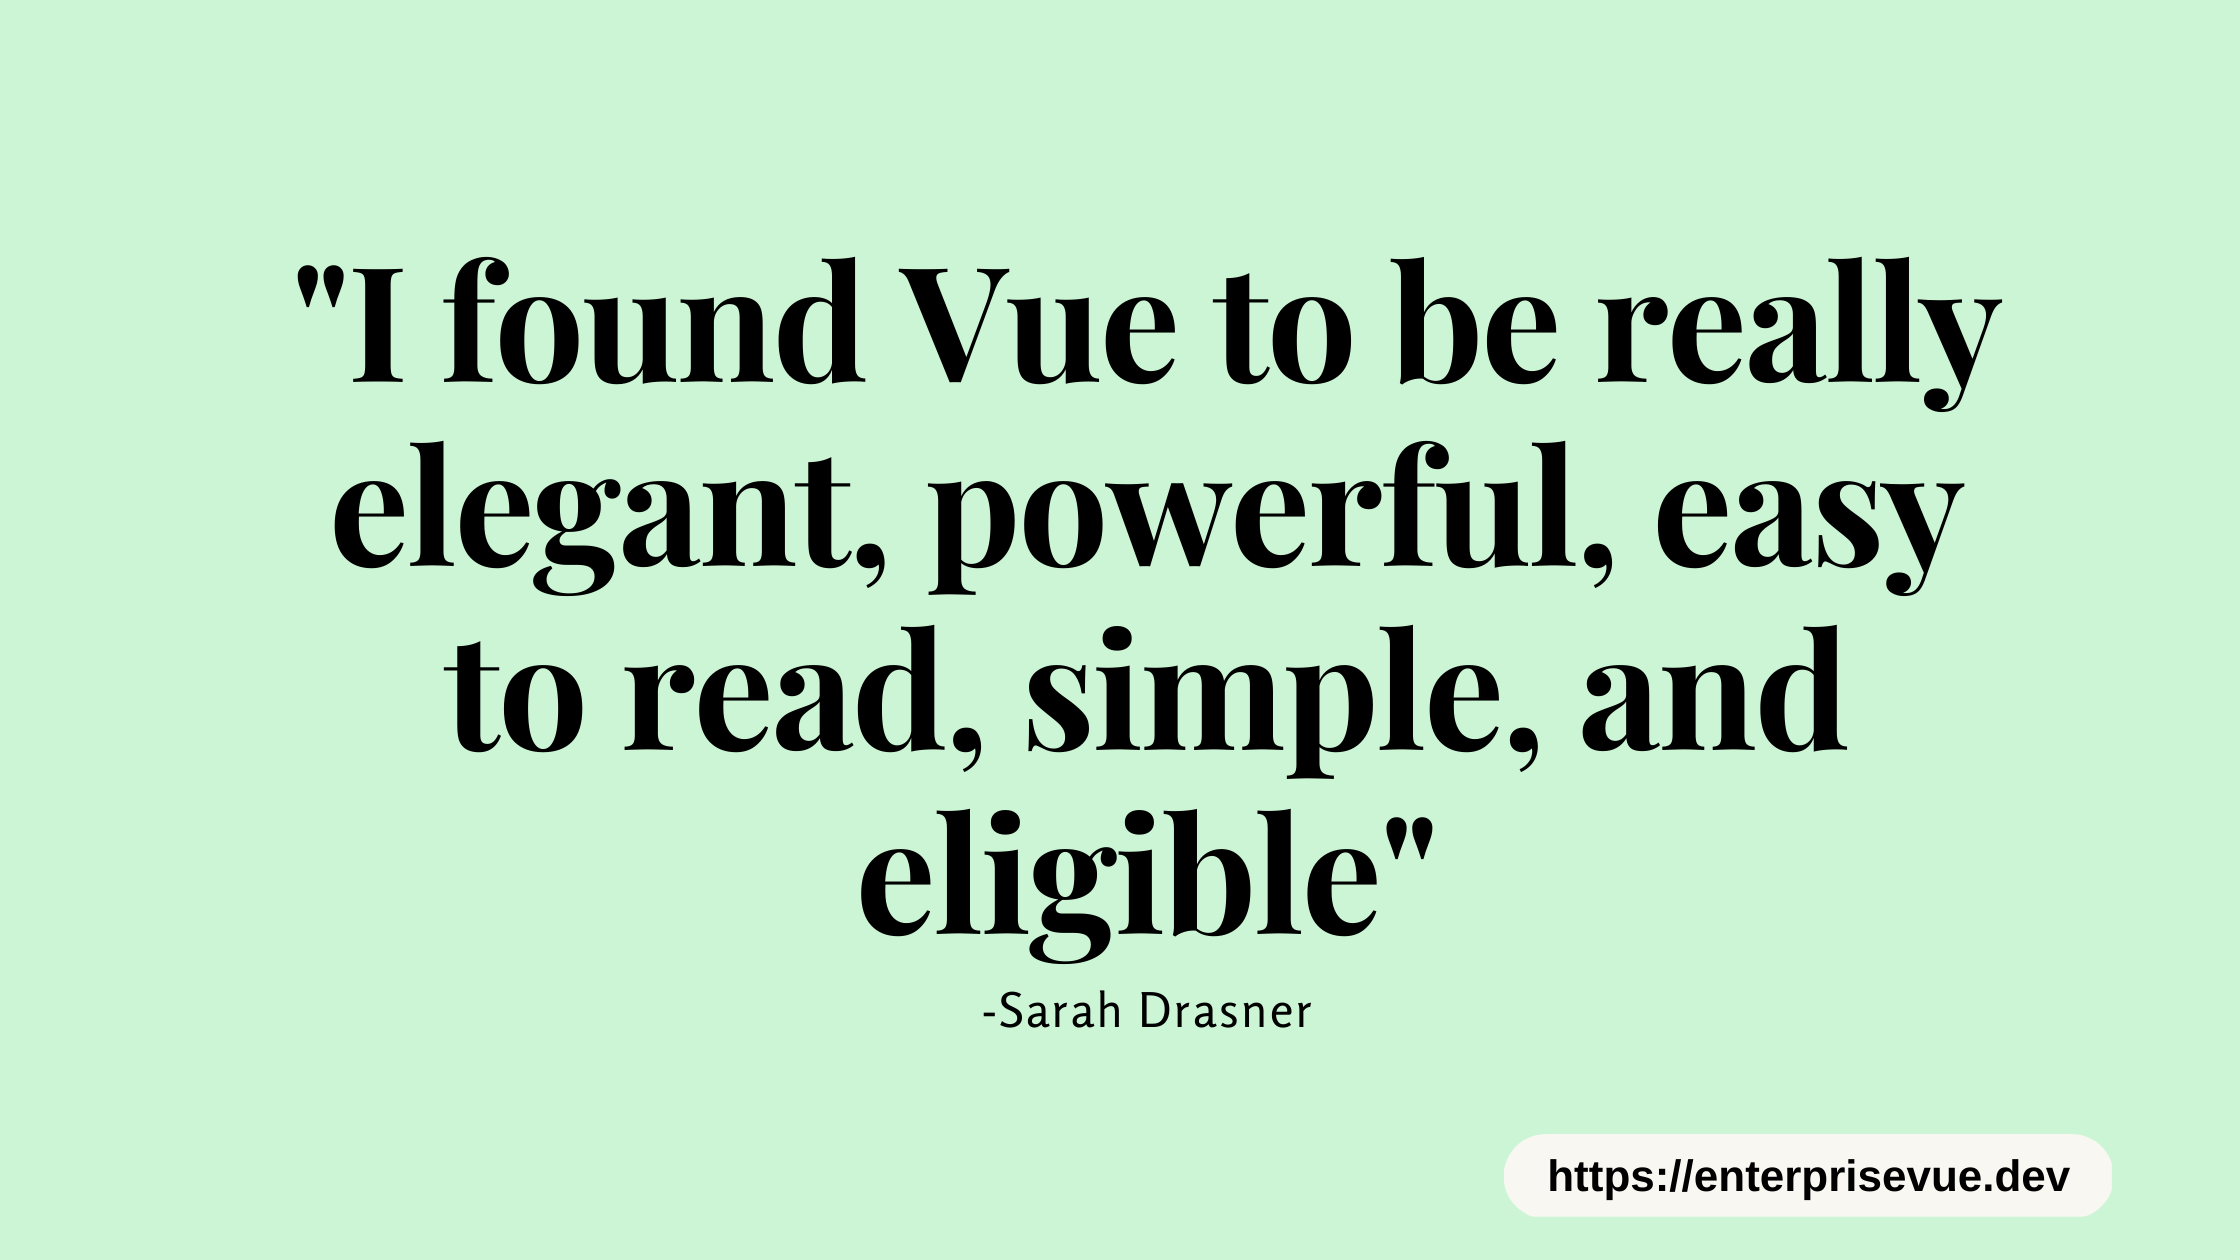 "I found Vue to be really
elegant, powerful, easy
to read, simple, and
eligible"
-Sarah Drasner
https://enterprisevue.dev